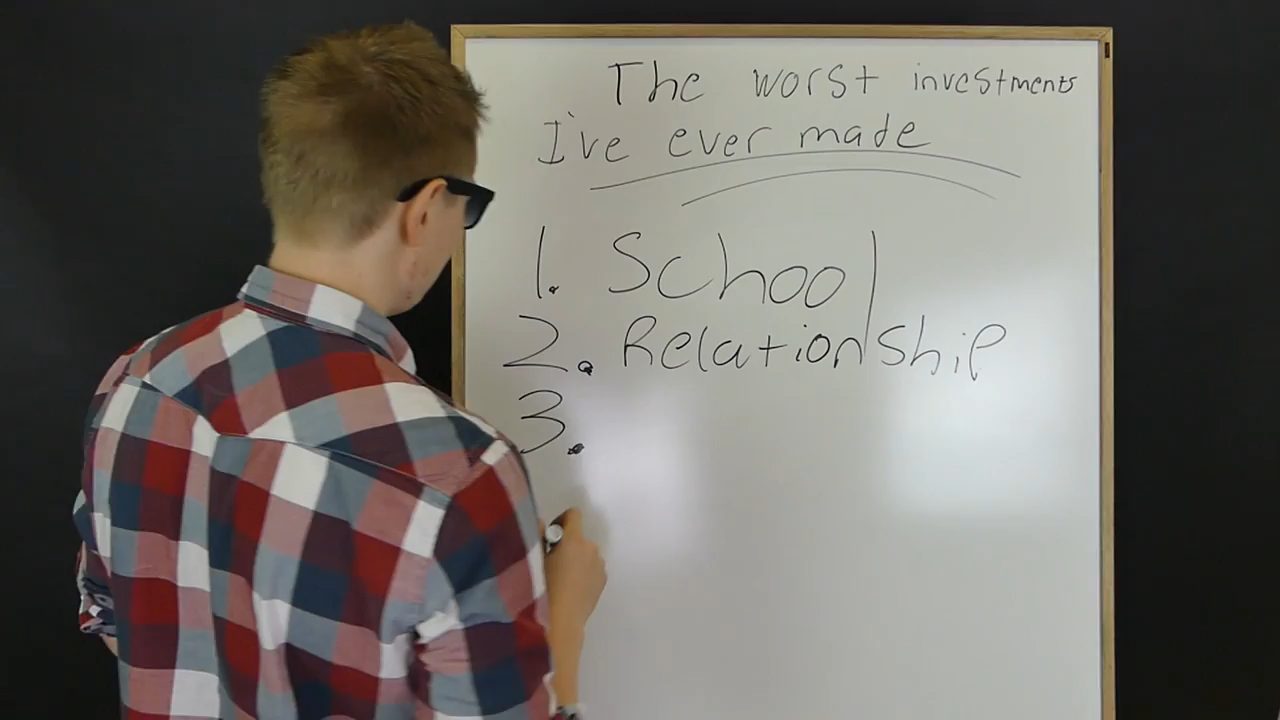 The worst investments
I've ever made
1. School
2. Relationship
3.